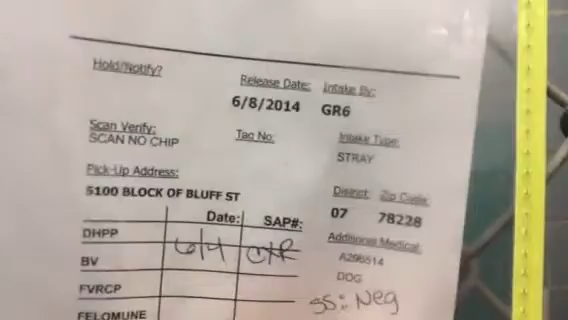 Hold/Notify?
Release Date: Intake By:
6/8/2014 GR6
Scan Verify: Tag No: Intake Type:
SCAN NO CHIP
STRAY
Pick-Up Address:
5100 BLOCK OF BLUFF ST
District: Zip Code:
07 78228
Date: SAP#:
DHPP 6/4
Additional Medical:
BV
A298514
DOG
FVRCP
SS: Neg
FELOMUNE